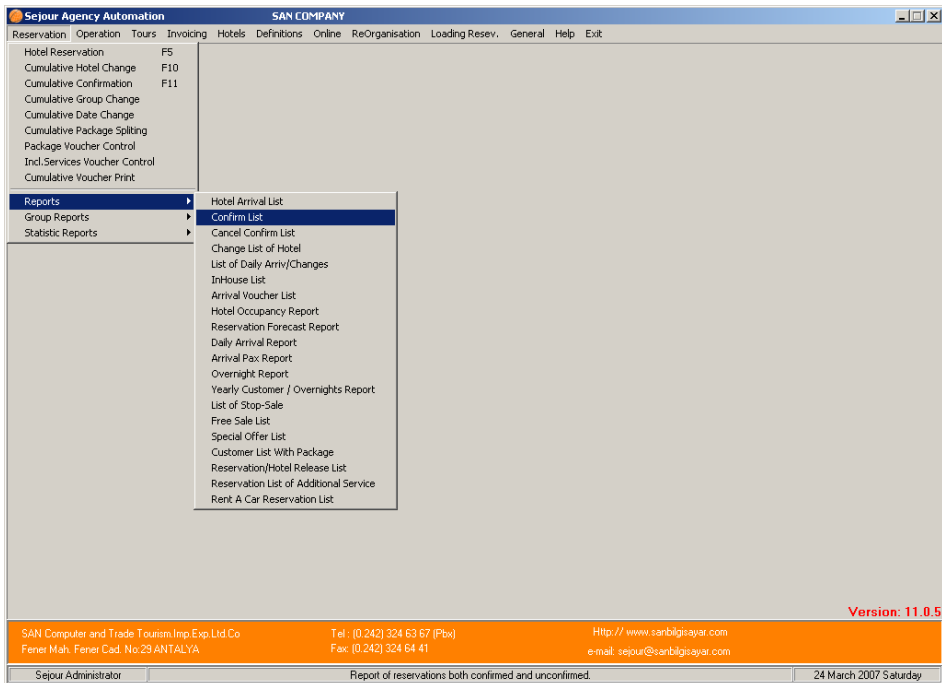 Sejour Agency Automation SAN COMPANY
Reservation Operation Tours Invoicing Hotels Definitions Online ReOrganisation Loading Resev. General Help Exit
Hotel Reservation F5
Cumulative Hotel Change F10
Cumulative Confirmation F11
Cumulative Group Change
Cumulative Date Change
Cumulative Package Spliting
Package Voucher Control
Incl.Services Voucher Control
Cumulative Voucher Print
Reports
Group Reports
Statistic Reports
Hotel Arrival List
Confirm List
Cancel Confirm List
Change List of Hotel
List of Daily Arriv/Changes
InHouse List
Arrival Voucher List
Hotel Occupancy Report
Reservation Forecast Report
Daily Arrival Report
Arrival Pax Report
Overnight Report
Yearly Customer / Overnights Report
List of Stop-Sale
Free Sale List
Special Offer List
Customer List With Package
Reservation/Hotel Release List
Reservation List of Additional Service
Rent A Car Reservation List
Version: 11.0.5
SAN Computer and Trade Tourism.Imp.Exp.Ltd.Co Tel : (0.242) 324 63 67 (Pbx) Http:// www.sanbilgisayar.com
Fener Mah. Fener Cad. No:29 ANTALYA Fax: (0.242) 324 64 41 e-mail: sejour@sanbilgisayar.com
Sejour Administrator Report of reservations both confirmed and unconfirmed. 24 March 2007 Saturday